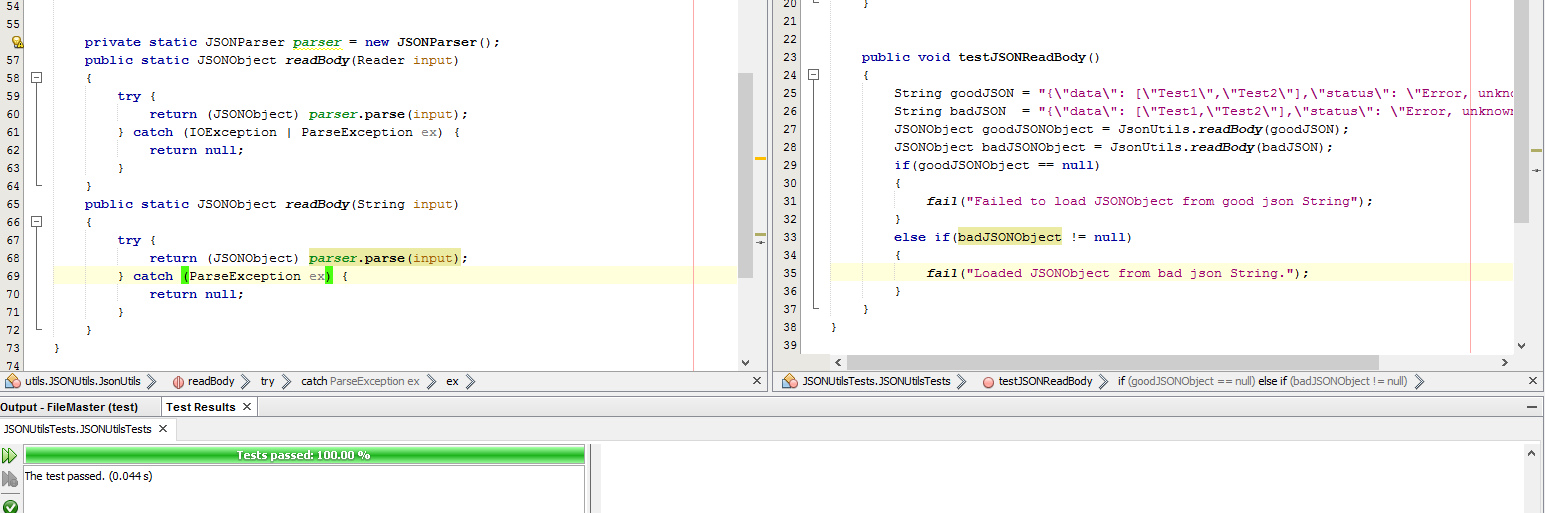 54
55
private static JSONParser parser = new JSONParser();
57 public static JSONObject readBody(Reader input)
58 {
59 try {
60 return (JSONObject) parser.parse(input);
61 } catch (IOException | ParseException ex) {
62 return null;
63 }
64 }
65 public static JSONObject readBody(String input)
66 {
67 try {
68 return (JSONObject) parser.parse(input);
69 } catch (ParseException ex) {
70 return null;
71 }
72 }
73 }
74
utils.JSONUtils.JsonUtils readBody try catch ParseException ex ex
20 }
21
22
23 public void testJSONReadBody()
24 {
25 String goodJSON = "{\"data\": [\"Test1\",\"Test2\"],\"status\": \"Error, unkno
26 String badJSON = "{\"data\": [\"Test1,\"Test2\"],\"status\": \"Error, unknown
27 JSONObject goodJSONObject = JsonUtils.readBody(goodJSON);
28 JSONObject badJSONObject = JsonUtils.readBody(badJSON);
29 if(goodJSONObject == null)
30 {
31 fail("Failed to load JSONObject from good json String");
32 }
33 else if(badJSONObject != null)
34 {
35 fail("Loaded JSONObject from bad json String.");
36 }
37 }
38 }
39
JSONUtilsTests.JSONUtilsTests testJSONReadBody if (goodJSONObject == null) else if (badJSONObject != null)
Output - FileMaster (test) Test Results
JSONUtilsTests.JSONUtilsTests
Tests passed: 100.00 %
The test passed. (0.044 s)